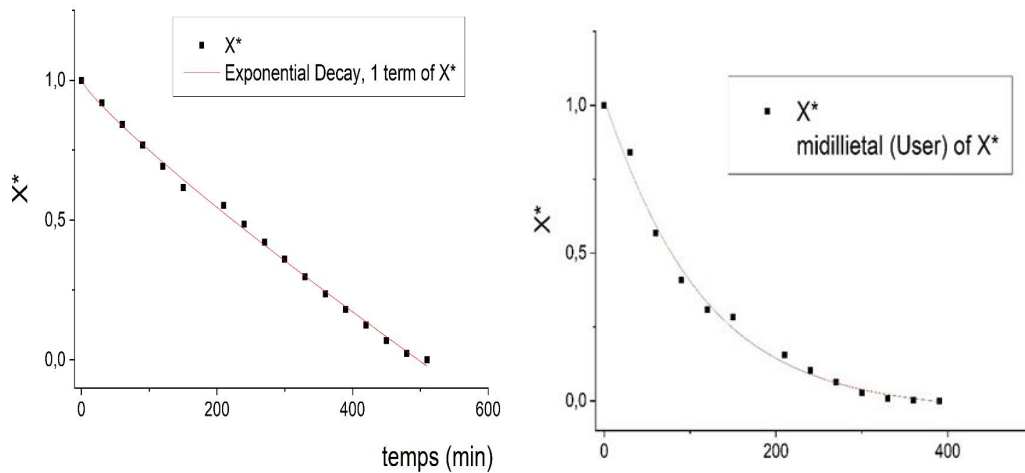 X*
Exponential Decay, 1 term of X*
1,0
0,5
0,0
X*
0
200
400
600
temps (min)
X*
midillietal (User) of X*
1,0
0,5
0,0
X*
0
200
400